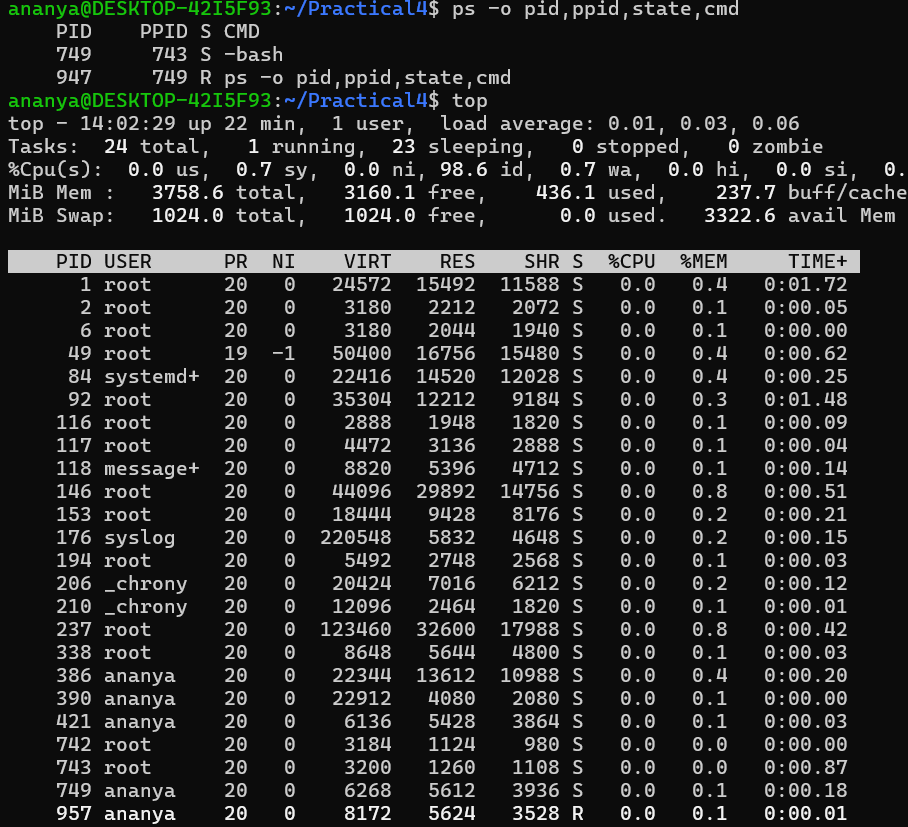 ananya@DESKTOP-42I5F93:~/Practical4$ ps -o pid,ppid,state,cmd
    PID    PPID S CMD
    749     743 S -bash
    947     749 R ps -o pid,ppid,state,cmd
ananya@DESKTOP-42I5F93:~/Practical4$ top
top - 14:02:29 up 22 min,  1 user,  load average: 0.01, 0.03, 0.06
Tasks:  24 total,   1 running,  23 sleeping,   0 stopped,   0 zombie
%Cpu(s):  0.0 us,  0.7 sy,  0.0 ni, 98.6 id,  0.7 wa,  0.0 hi,  0.0 si,  0.
MiB Mem :   3758.6 total,   3160.1 free,    436.1 used,    237.7 buff/cache
MiB Swap:   1024.0 total,   1024.0 free,      0.0 used.   3322.6 avail Mem
    PID USER      PR  NI    VIRT    RES    SHR S  %CPU  %MEM     TIME+
      1 root      20   0   24572  15492  11588 S   0.0   0.4   0:01.72
      2 root      20   0    3180   2212   2072 S   0.0   0.1   0:00.05
      6 root      20   0    3180   2044   1940 S   0.0   0.1   0:00.00
     49 root      19  -1   50400  16756  15480 S   0.0   0.4   0:00.62
     84 systemd+  20   0   22416  14520  12028 S   0.0   0.4   0:00.25
     92 root      20   0   35304  12212   9184 S   0.0   0.3   0:01.48
    116 root      20   0    2888   1948   1820 S   0.0   0.1   0:00.09
    117 root      20   0    4472   3136   2888 S   0.0   0.1   0:00.04
    118 message+  20   0    8820   5396   4712 S   0.0   0.1   0:00.14
    146 root      20   0   44096  29892  14756 S   0.0   0.8   0:00.51
    153 root      20   0   18444   9428   8176 S   0.0   0.2   0:00.21
    176 syslog    20   0  220548   5832   4648 S   0.0   0.2   0:00.15
    194 root      20   0    5492   2748   2568 S   0.0   0.1   0:00.03
    206 _chrony   20   0   20424   7016   6212 S   0.0   0.2   0:00.12
    210 _chrony   20   0   12096   2464   1820 S   0.0   0.1   0:00.01
    237 root      20   0  123460  32600  17988 S   0.0   0.8   0:00.42
    338 root      20   0    8648   5644   4800 S   0.0   0.1   0:00.03
    386 ananya    20   0   22344  13612  10988 S   0.0   0.4   0:00.20
    390 ananya    20   0   22912   4080   2080 S   0.0   0.1   0:00.00
    421 ananya    20   0    6136   5428   3864 S   0.0   0.1   0:00.03
    742 root      20   0    3184   1124    980 S   0.0   0.0   0:00.00
    743 root      20   0    3200   1260   1108 S   0.0   0.0   0:00.87
    749 ananya    20   0    6268   5612   3936 S   0.0   0.1   0:00.18
    957 ananya    20   0    8172   5624   3528 R   0.0   0.1   0:00.01